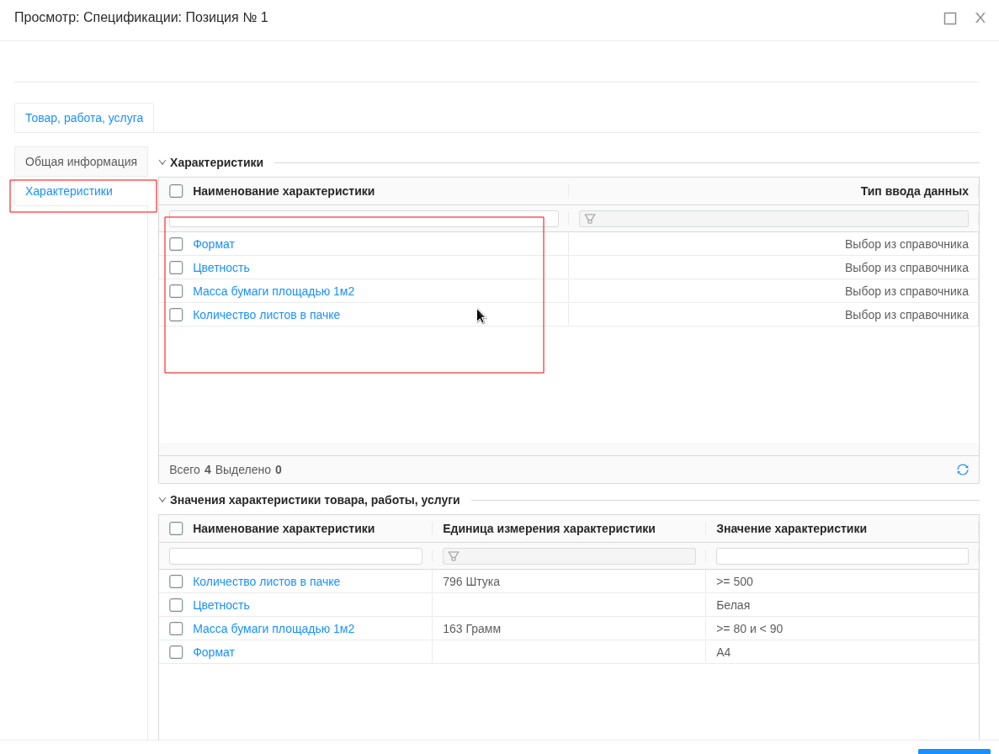 Просмотр: Спецификации: Позиция № 1
Товар, работа, услуга
Общая информация
Характеристики
Характеристики
Наименование характеристики Тип ввода данных
Формат Выбор из справочника
Цветность Выбор из справочника
Масса бумаги площадью 1м2 Выбор из справочника
Количество листов в пачке Выбор из справочника
Всего 4 Выделено 0
Значения характеристики товара, работы, услуги
Наименование характеристики Единица измерения характеристики Значение характеристики
Количество листов в пачке 796 Штука >= 500
Цветность Белая
Масса бумаги площадью 1м2 163 Грамм >= 80 и < 90
Формат А4